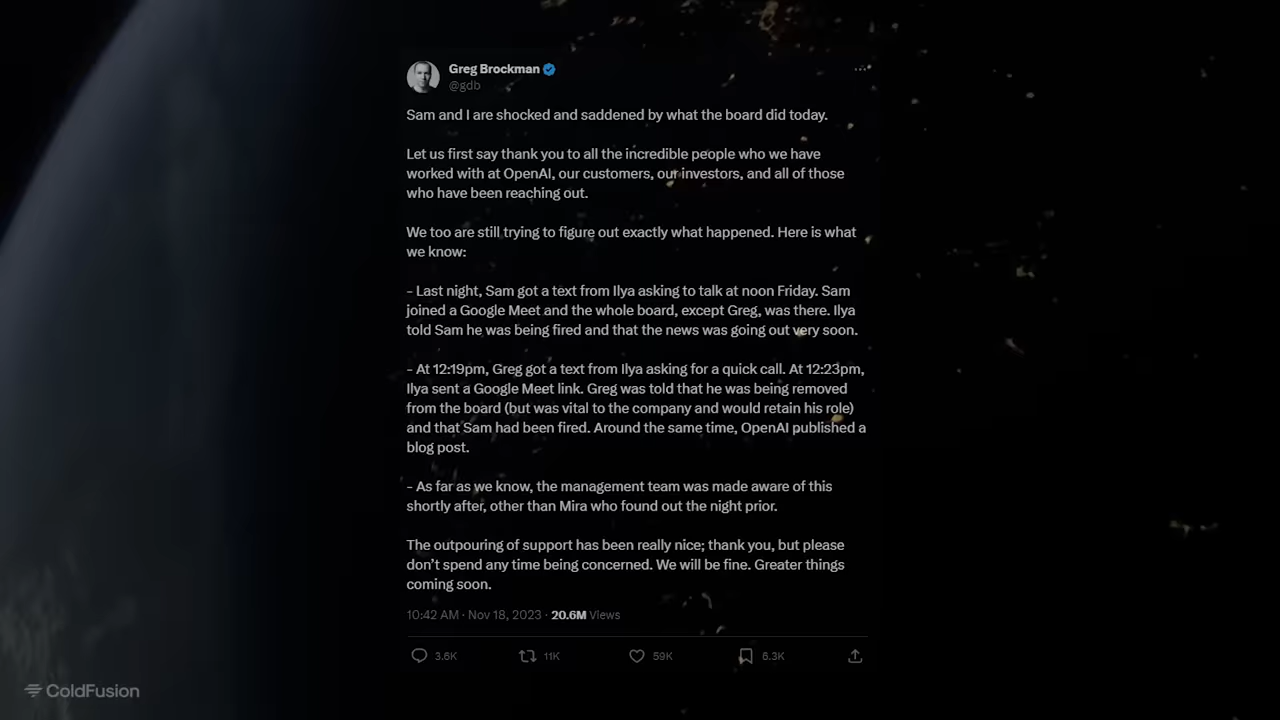 Greg Brockman
@gdb
Sam and I are shocked and saddened by what the board did today.
Let us first say thank you to all the incredible people who we have
worked with at OpenAI, our customers, our investors, and all of those
who have been reaching out.
We too are still trying to figure out exactly what happened. Here is what
we know:
- Last night, Sam got a text from Ilya asking to talk at noon Friday. Sam
joined a Google Meet and the whole board, except Greg, was there. Ilya
told Sam he was being fired and that the news was going out very soon.
- At 12:19pm, Greg got a text from Ilya asking for a quick call. At 12:23pm,
Ilya sent a Google Meet link. Greg was told that he was being removed
from the board (but was vital to the company and would retain his role)
and that Sam had been fired. Around the same time, OpenAI published a
blog post.
- As far as we know, the management team was made aware of this
shortly after, other than Mira who found out the night prior.
The outpouring of support has been really nice; thank you, but please
don’t spend any time being concerned. We will be fine. Greater things
coming soon.
10:42 AM · Nov 18, 2023 · 20.6M Views
3.6K 11K 59K 6.3K
ColdFusion